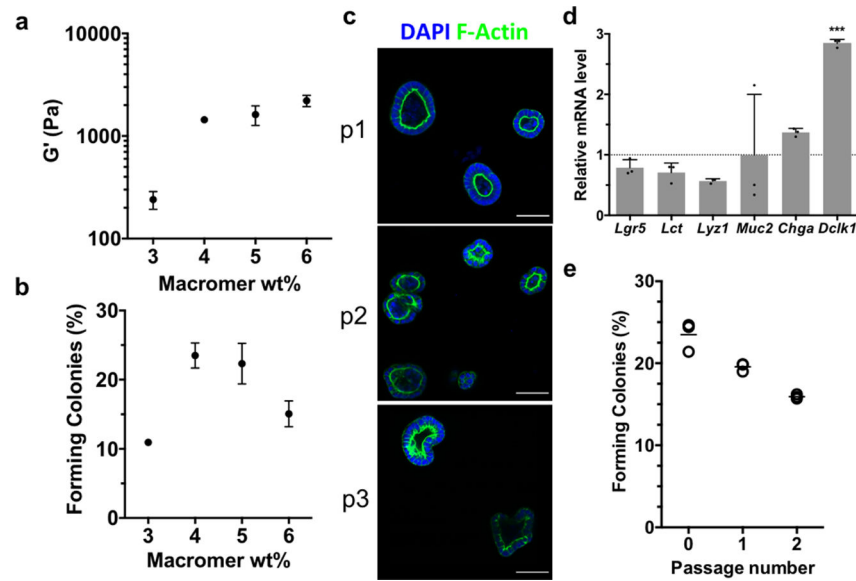 a
10000
1000
100
G' (Pa)
3 4 5 6
Macromer wt%
b
30
20
10
0
Forming Colonies (%)
3 4 5 6
Macromer wt%
c
DAPI F-Actin
p1
p2
p3
d
3
2
1
0
Relative mRNA level
***
Lgr5 Lct Lyz1 Muc2 Chga Dclk1
e
30
20
10
0
Forming Colonies (%)
0 1 2
Passage number